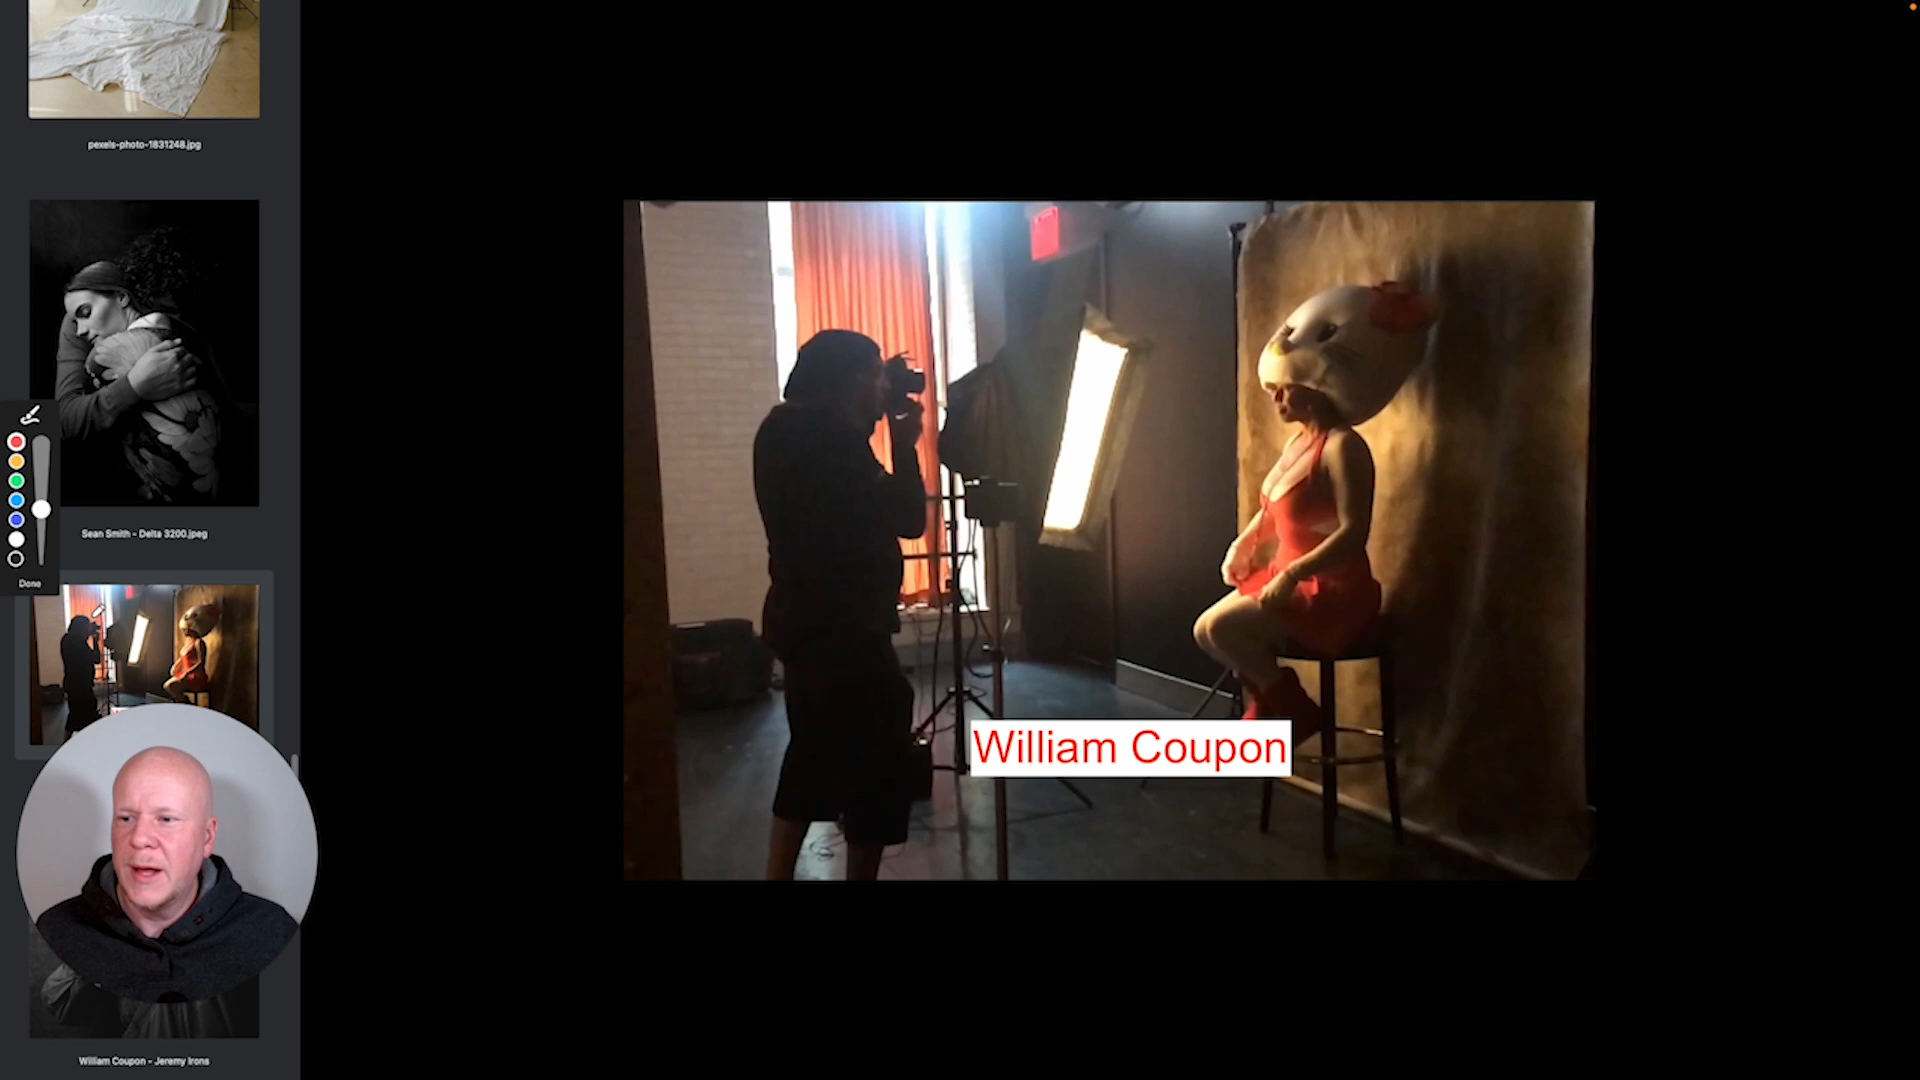 pexels-photo-1831248.jpg
Sean Smith - Delta 3200.jpeg
Done
William Coupon
William Coupon - Jeremy Irons